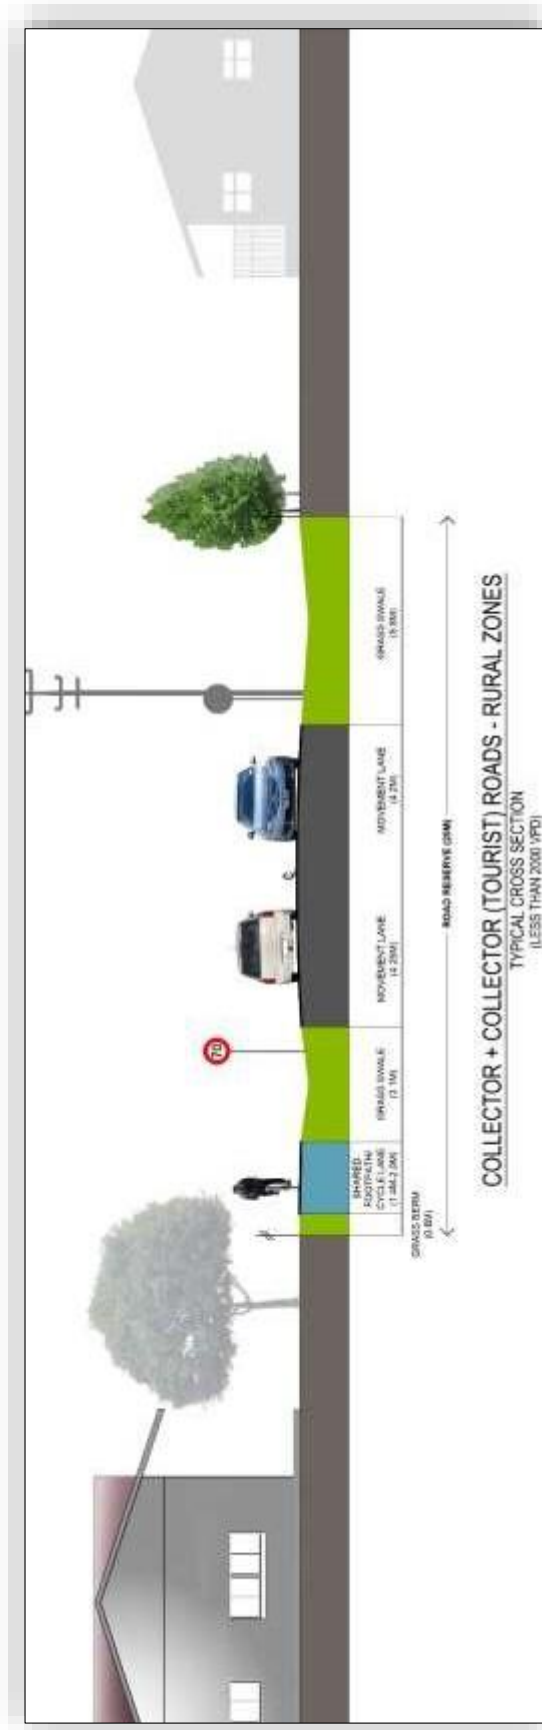 70
GRASS BERM
(0.6M)
SHARED
FOOTPATH/
CYCLE LANE
GRASS SWALE
(3.1M)
MOVEMENT LANE
MOVEMENT LANE
(4.2M)
GRASS SWALE
ROAD RESERVE (20M)
COLLECTOR + COLLECTOR (TOURIST) ROADS - RURAL ZONES
TYPICAL CROSS SECTION
(LESS THAN 2000 VPD)